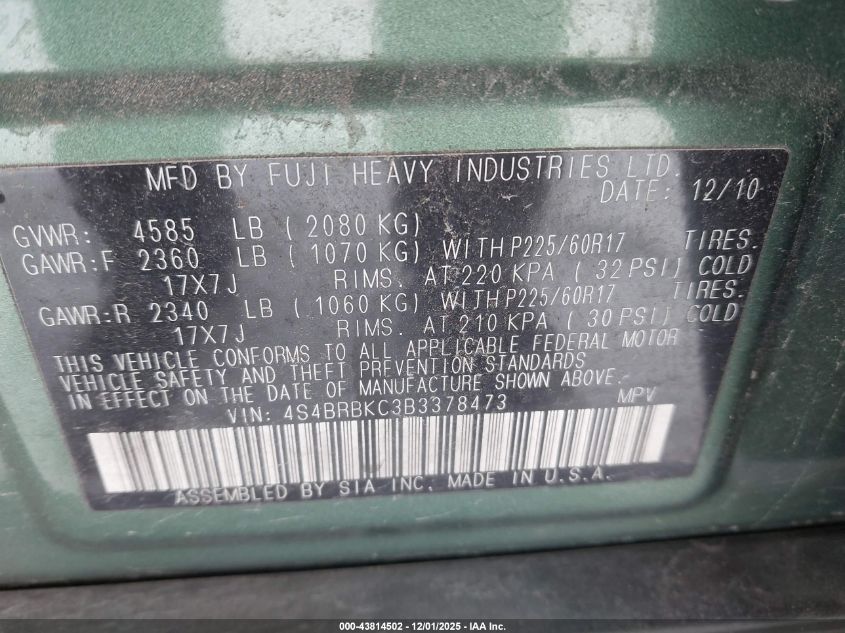 MFD BY FUJI HEAVY INDUSTRIES LTD.
DATE: 12/10
GVWR: 4585 LB ( 2080 KG)
GAWR:F 2360 LB ( 1070 KG) WITH P225/60R17 TIRES.
17X7J RIMS. AT 220 KPA ( 32 PSI) COLD
GAWR:R 2340 LB ( 1060 KG) WITH P225/60R17 TIRES.
17X7J RIMS. AT 210 KPA ( 30 PSI) COLD
THIS VEHICLE CONFORMS TO ALL APPLICABLE FEDERAL MOTOR
VEHICLE SAFETY AND THEFT PREVENTION STANDARDS
IN EFFECT ON THE DATE OF MANUFACTURE SHOWN ABOVE.
VIN: 4S4BRBKC3B3378473 MPV
ASSEMBLED BY SIA INC. MADE IN U.S.A.
000-43814502 - 12/01/2025 - IAA Inc.